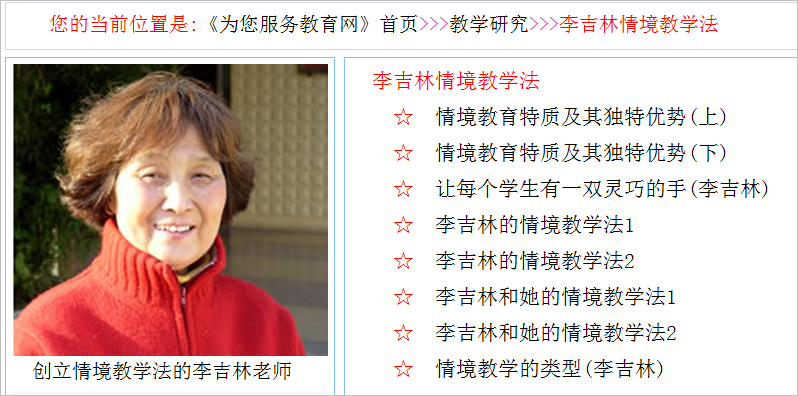 您的当前位置是:《为您服务教育网》首页>>>教学研究>>>李吉林情境教学法
李吉林情境教学法
☆ 情境教育特质及其独特优势(上)
☆ 情境教育特质及其独特优势(下)
☆ 让每个学生有一双灵巧的手(李吉林)
☆ 李吉林的情境教学法1
☆ 李吉林的情境教学法2
☆ 李吉林和她的情境教学法1
☆ 李吉林和她的情境教学法2
☆ 情境教学的类型(李吉林)
创立情境教学法的李吉林老师